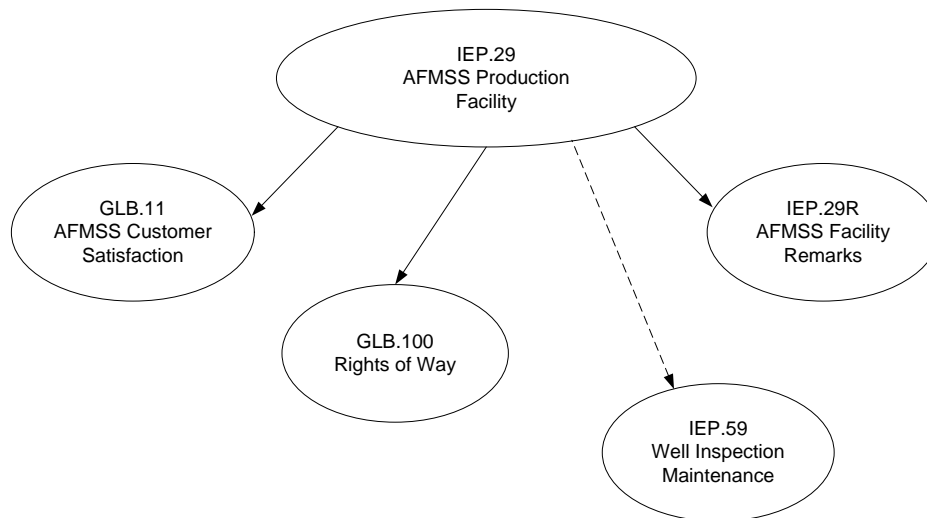 IEP.29
AFMSS Production
Facility
GLB.11
AFMSS Customer
Satisfaction
IEP.29R
AFMSS Facility
Remarks
GLB.100
Rights of Way
IEP.59
Well Inspection
Maintenance